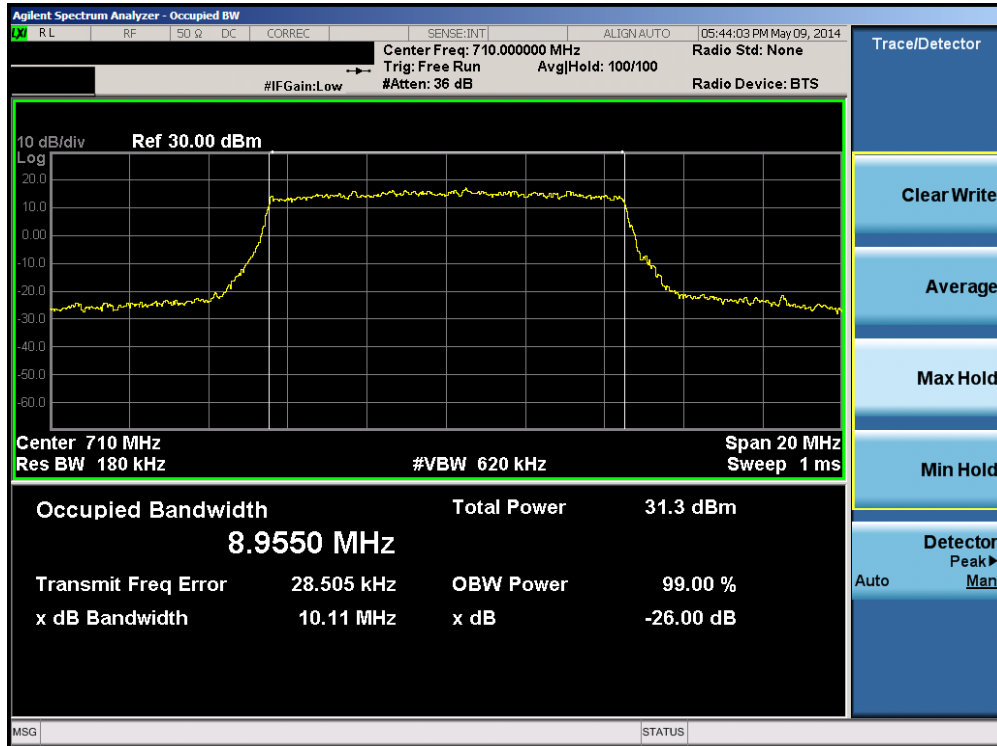 Agilent Spectrum Analyzer - Occupied BW
LXI RL RF 50 Ω DC CORREC SENSE:INT ALIGN AUTO 05:44:03 PM May 09, 2014
Center Freq: 710.000000 MHz Radio Std: None
Trig: Free Run Avg|Hold: 100/100
#IFGain:Low #Atten: 36 dB Radio Device: BTS
Trace/Detector
10 dB/div Ref 30.00 dBm
Log
20.0
10.0
0.00
-10.0
-20.0
-30.0
-40.0
-50.0
-60.0
Center 710 MHz Span 20 MHz
Res BW 180 kHz #VBW 620 kHz Sweep 1 ms
Clear Write
Average
Max Hold
Min Hold
Detector
Peak▶
Auto Man
Occupied Bandwidth Total Power 31.3 dBm
8.9550 MHz
Transmit Freq Error 28.505 kHz OBW Power 99.00 %
x dB Bandwidth 10.11 MHz x dB -26.00 dB
MSG STATUS